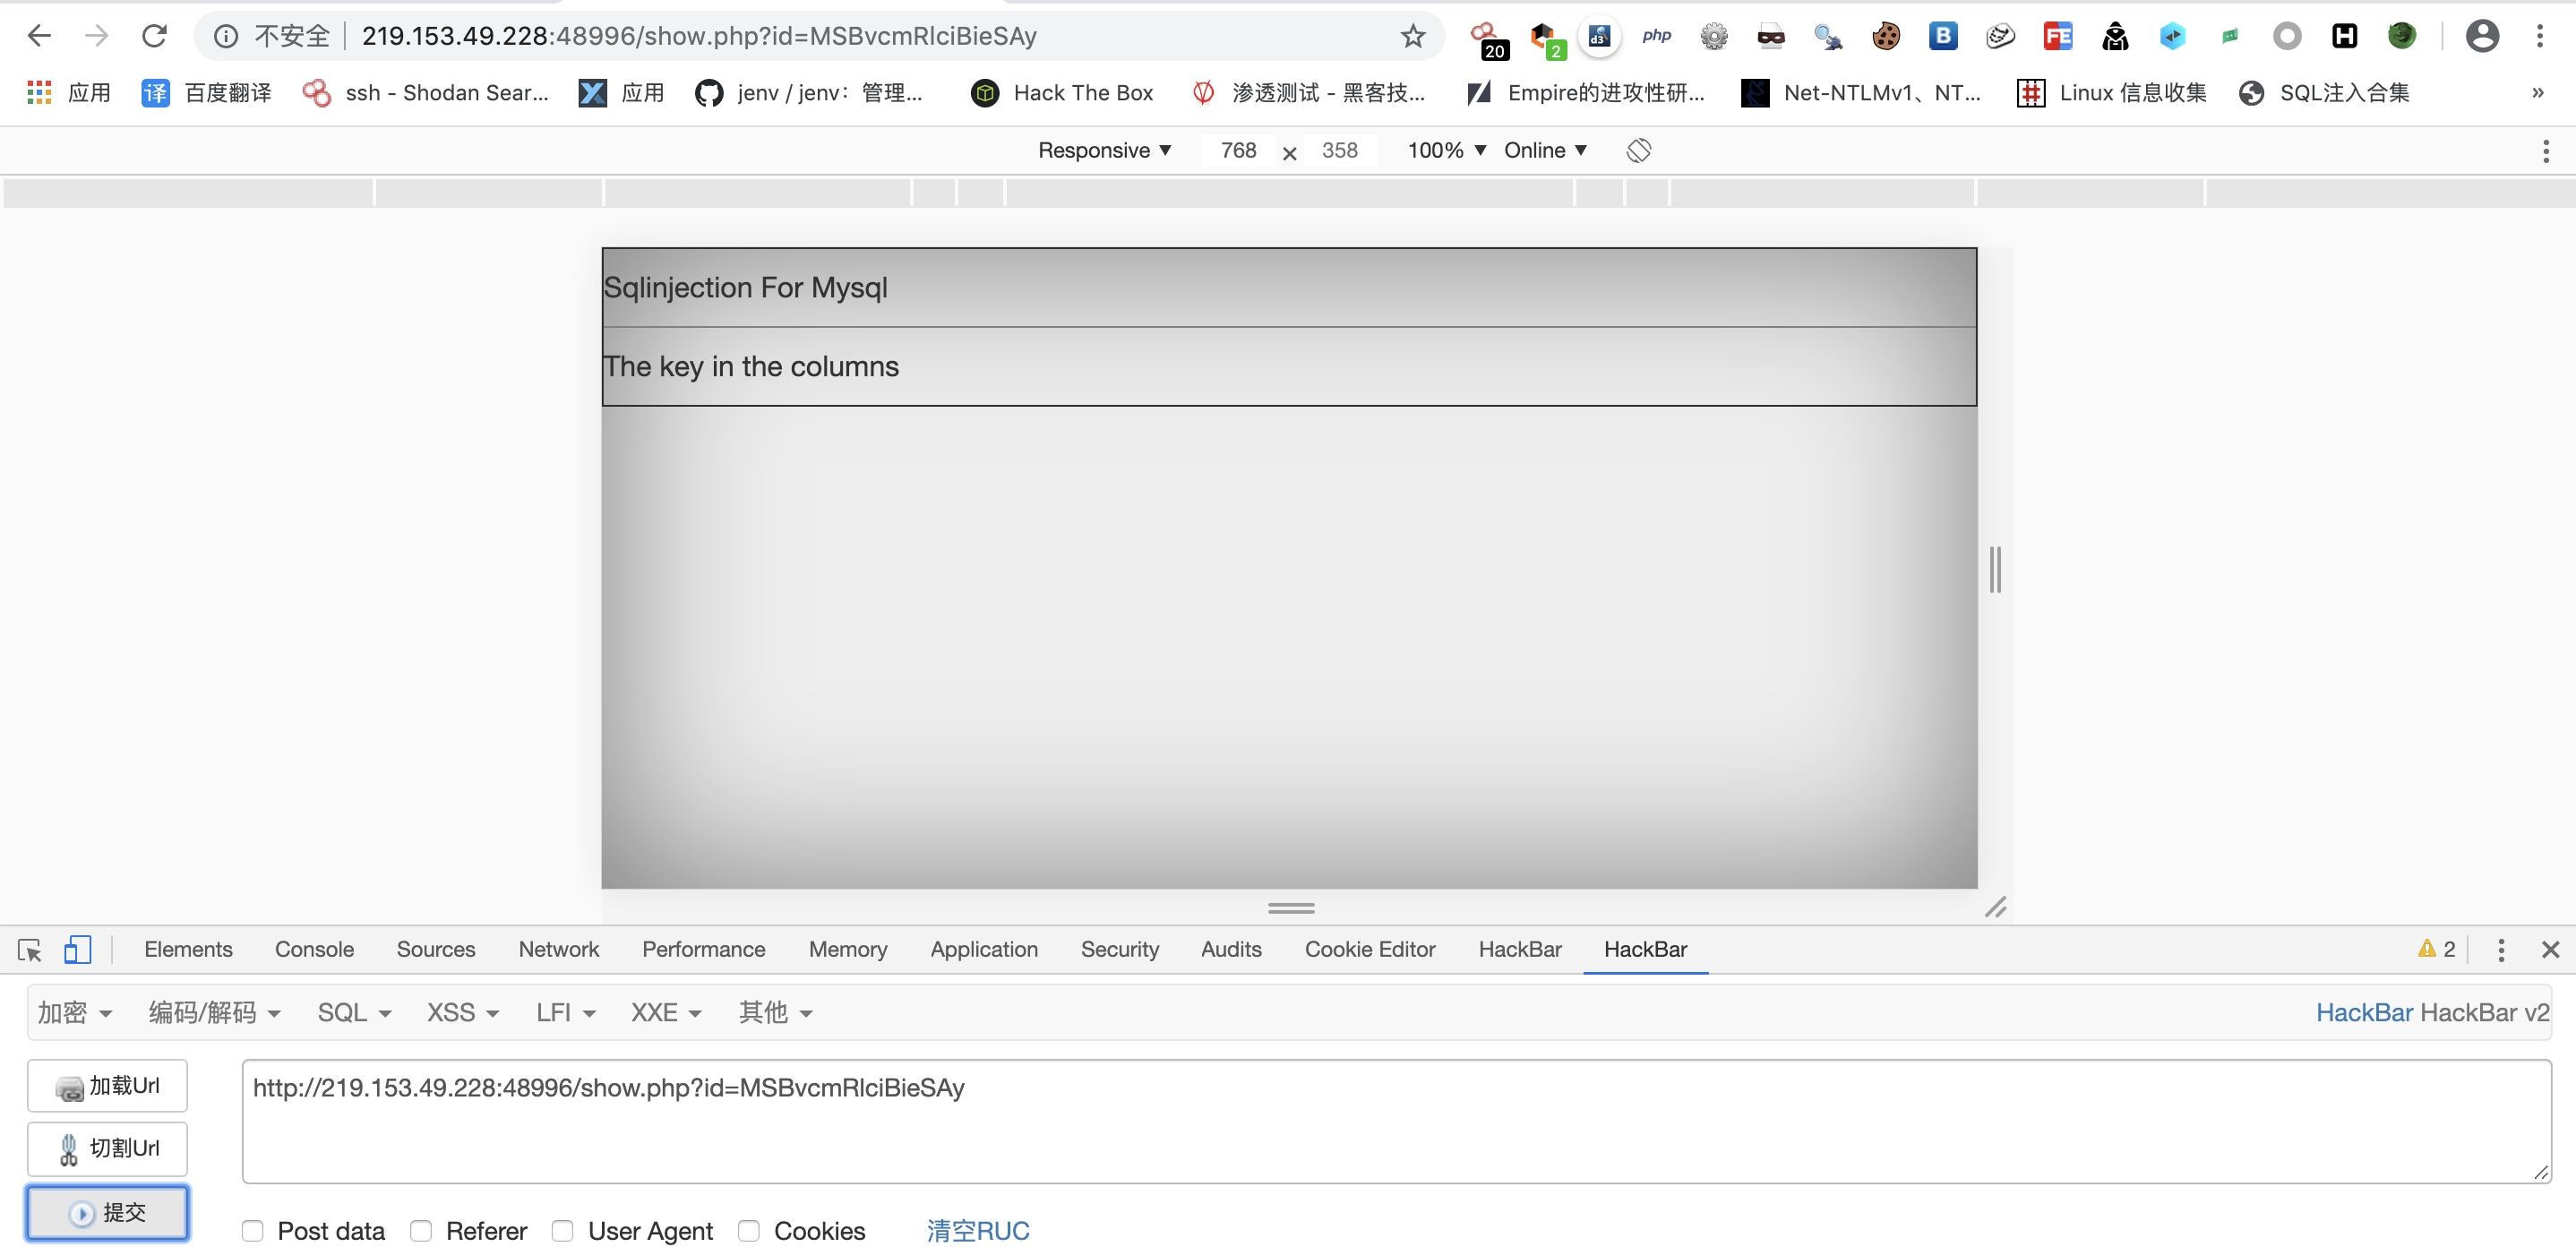 不安全 219.153.49.228:48996/show.php?id=MSBvcmRlciBieSAy 20 2 d3 php B FE H
应用 译 百度翻译 ssh - Shodan Sear... 应用 jenv / jenv：管理... Hack The Box 渗透测试 - 黑客技... Empire的进攻性研... Net-NTLMv1、NT... Linux 信息收集 SQL注入合集 »
Responsive ▼ 768 × 358 100% ▼ Online ▼
Sqlinjection For Mysql
The key in the columns
Elements Console Sources Network Performance Memory Application Security Audits Cookie Editor HackBar HackBar 2
加密 编码/解码 SQL XSS LFI XXE 其他 HackBar HackBar v2
加载Url http://219.153.49.228:48996/show.php?id=MSBvcmRlciBieSAy
切割Url
提交
Post data Referer User Agent Cookies 清空RUC